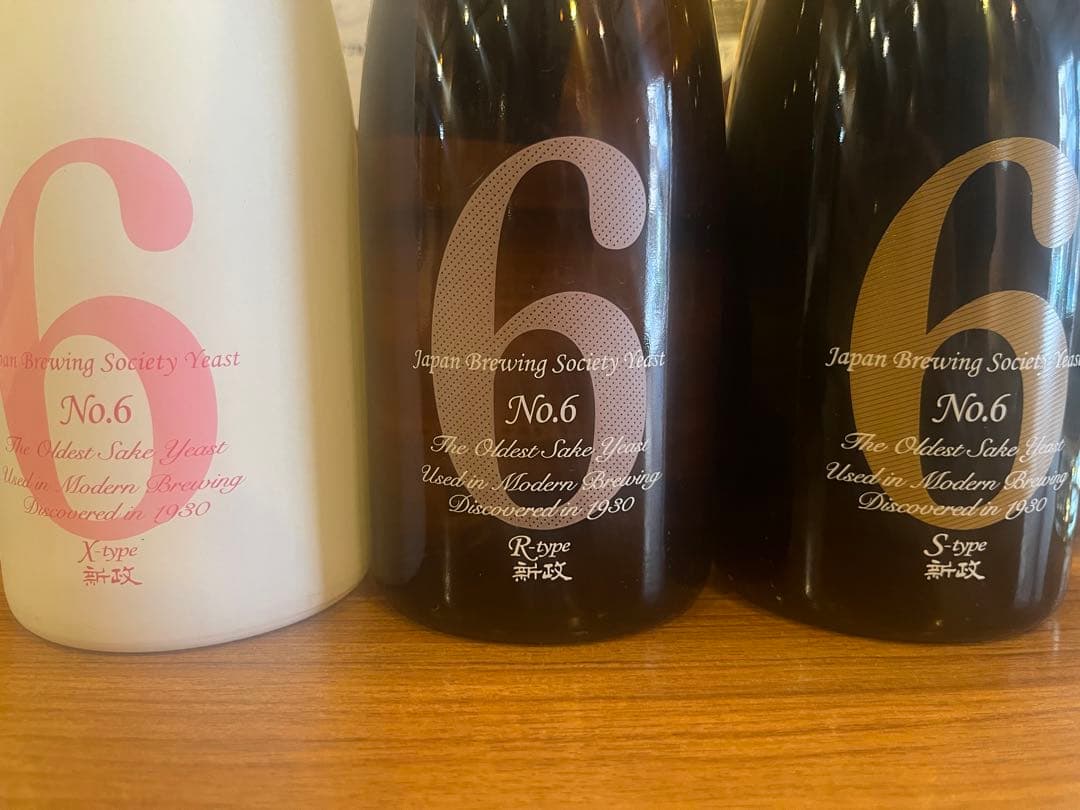 6
pan Brewing Society Yeast
No.6
The Oldest Sake Yeast
Used in Modern Brewing
Discovered in 1930
X-type
新政
6
Japan Brewing Society Yeast
No.6
The Oldest Sake Yeast
Used in Modern Brewing
Discovered in 1930
R-type
新政
6
Japan Brewing Society Yeas
No.6
The Oldest Sake Yeast
Used in Modern Brewing
Discovered in 1930
S-type
新政